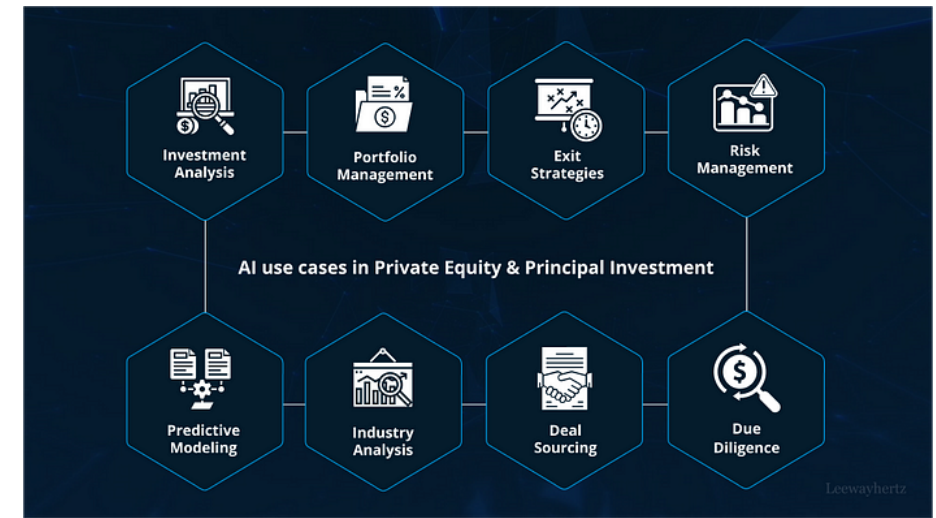 Investment
Analysis
Portfolio
Management
Exit
Strategies
Risk
Management
AI use cases in Private Equity & Principal Investment
Predictive
Modeling
Industry
Analysis
Deal
Sourcing
Due
Diligence
Leewayhertz